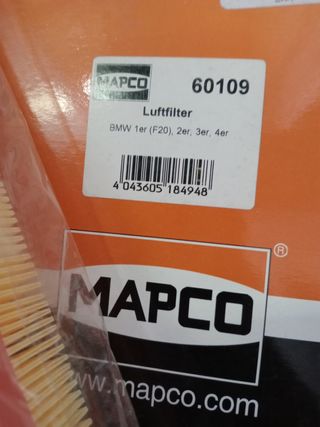 MAPCO
60109
Luftfilter
BMW 1er (F20), 2er, 3er, 4er
4 043605 184948
MAPCO
®
www.mapco.com